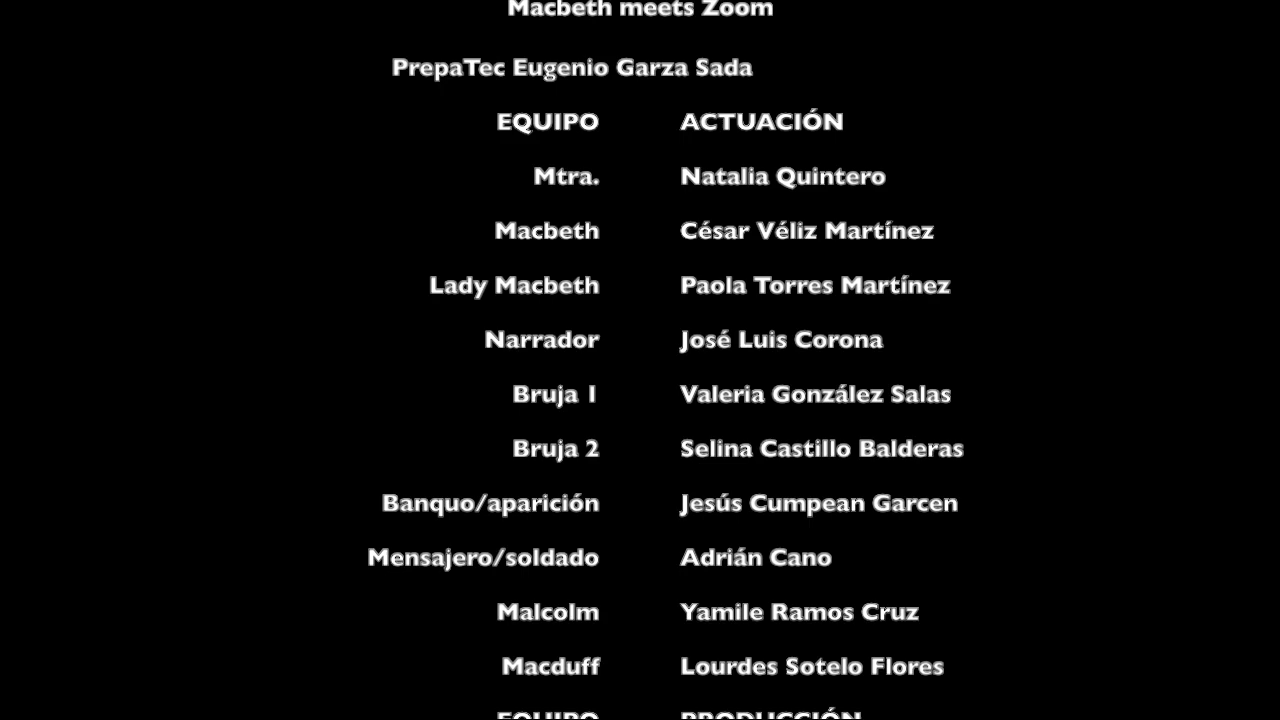 Macbeth meets Zoom
PrepaTec Eugenio Garza Sada
EQUIPO ACTUACIÓN
Mtra. Natalia Quintero
Macbeth César Véliz Martínez
Lady Macbeth Paola Torres Martínez
Narrador José Luis Corona
Bruja 1 Valeria González Salas
Bruja 2 Selina Castillo Balderas
Banquo/aparición Jesús Cumpean Garcen
Mensajero/soldado Adrián Cano
Malcolm Yamile Ramos Cruz
Macduff Lourdes Sotelo Flores
EQUIPO PRODUCCIÓN